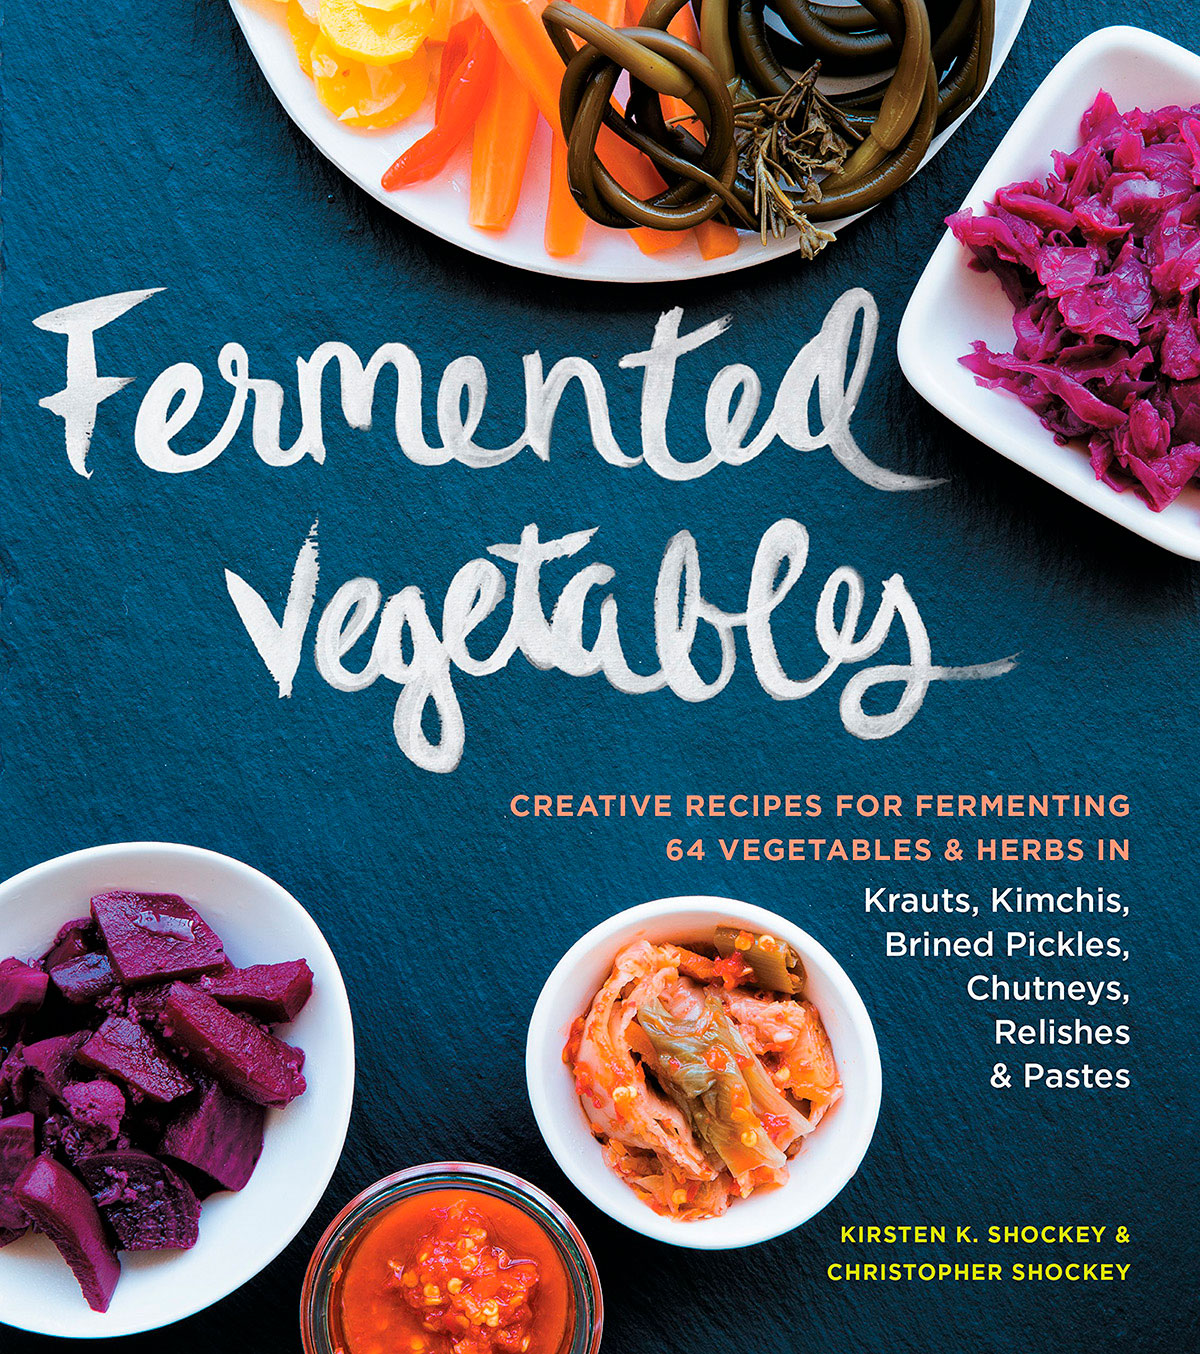 Fermented
Vegetables
CREATIVE RECIPES FOR FERMENTING
64 VEGETABLES & HERBS IN
Krauts, Kimchis,
Brined Pickles,
Chutneys,
Relishes
& Pastes
KIRSTEN K. SHOCKEY &
CHRISTOPHER SHOCKEY